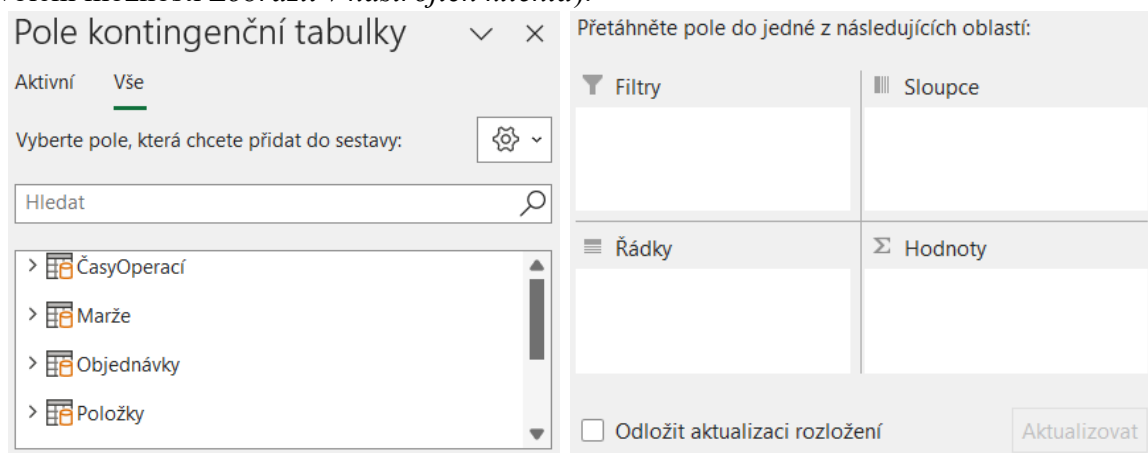 Pole kontingenční tabulky
Aktivní Vše
Vyberte pole, která chcete přidat do sestavy:
Hledat
ČasyOperací
Marže
Objednávky
Položky
Přetáhněte pole do jedné z následujících oblastí:
Filtry
Sloupce
Řádky
Σ Hodnoty
Odložit aktualizaci rozložení
Aktualizovat